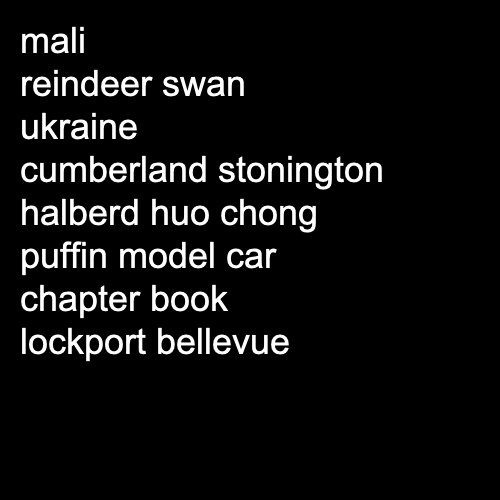 mali
reindeer swan
ukraine
cumberland stonington
halberd huo chong
puffin model car
chapter book
lockport bellevue